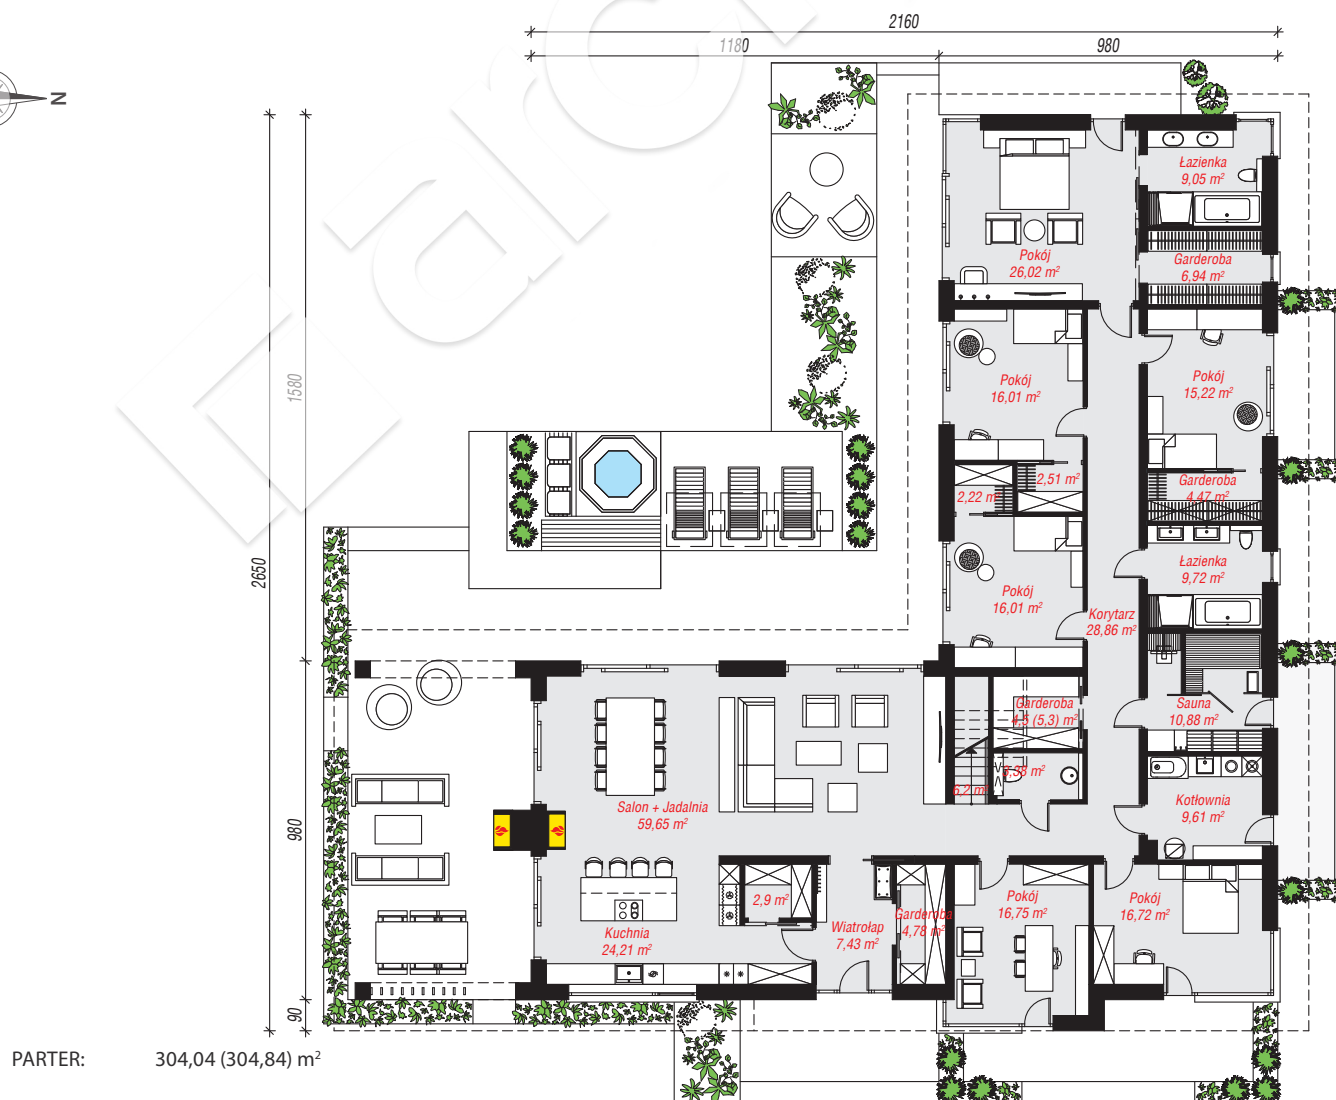 2160
1180
980
N
Łazienka
9,05 m²
Pokój
26,02 m²
Garderoba
6,94 m²
1580
Pokój
16,01 m²
Pokój
15,22 m²
2,51 m²
2,22 m²
Garderoba
4,47 m²
2650
Łazienka
9,72 m²
Pokój
16,01 m²
Korytarz
28,86 m²
Garderoba
4,5 (5,3) m²
Sauna
10,88 m²
3,38 m²
6,2 m²
Salon + Jadalnia
59,65 m²
Kotłownia
9,61 m²
980
2,9 m²
Pokój
16,75 m²
Pokój
16,72 m²
Garderoba
4,78 m²
Wiatrołap
7,43 m²
Kuchnia
24,21 m²
90
PARTER: 304,04 (304,84) m²